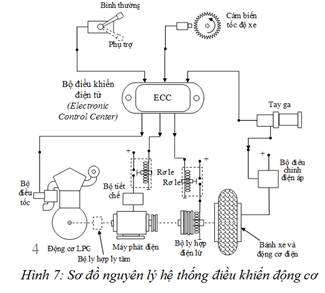 Bình thường
Phụ trợ
Cảm biến
tốc độ xe
Bộ điều khiển
điện tử
(Electronic
Control Center)
ECC
Tay ga
Bộ điều
chỉnh
điện áp
Bộ điều
tốc
Bộ tiết
chế
Rơ le
Rơ le
4
Động cơ LPG
Máy phát điện
Bộ ly hợp
điện từ
Bánh xe và
động cơ điện
Bộ ly hợp ly tâm
Hình 7: Sơ đồ nguyên lý hệ thống điều khiển động cơ